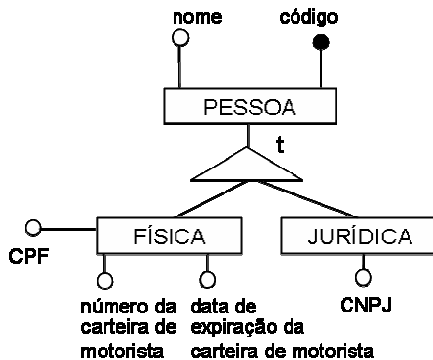 nome
código
PESSOA
t
FÍSICA
JURÍDICA
CPF
número da
carteira de
motorista
data de
expiração da
carteira de motorista
CNPJ